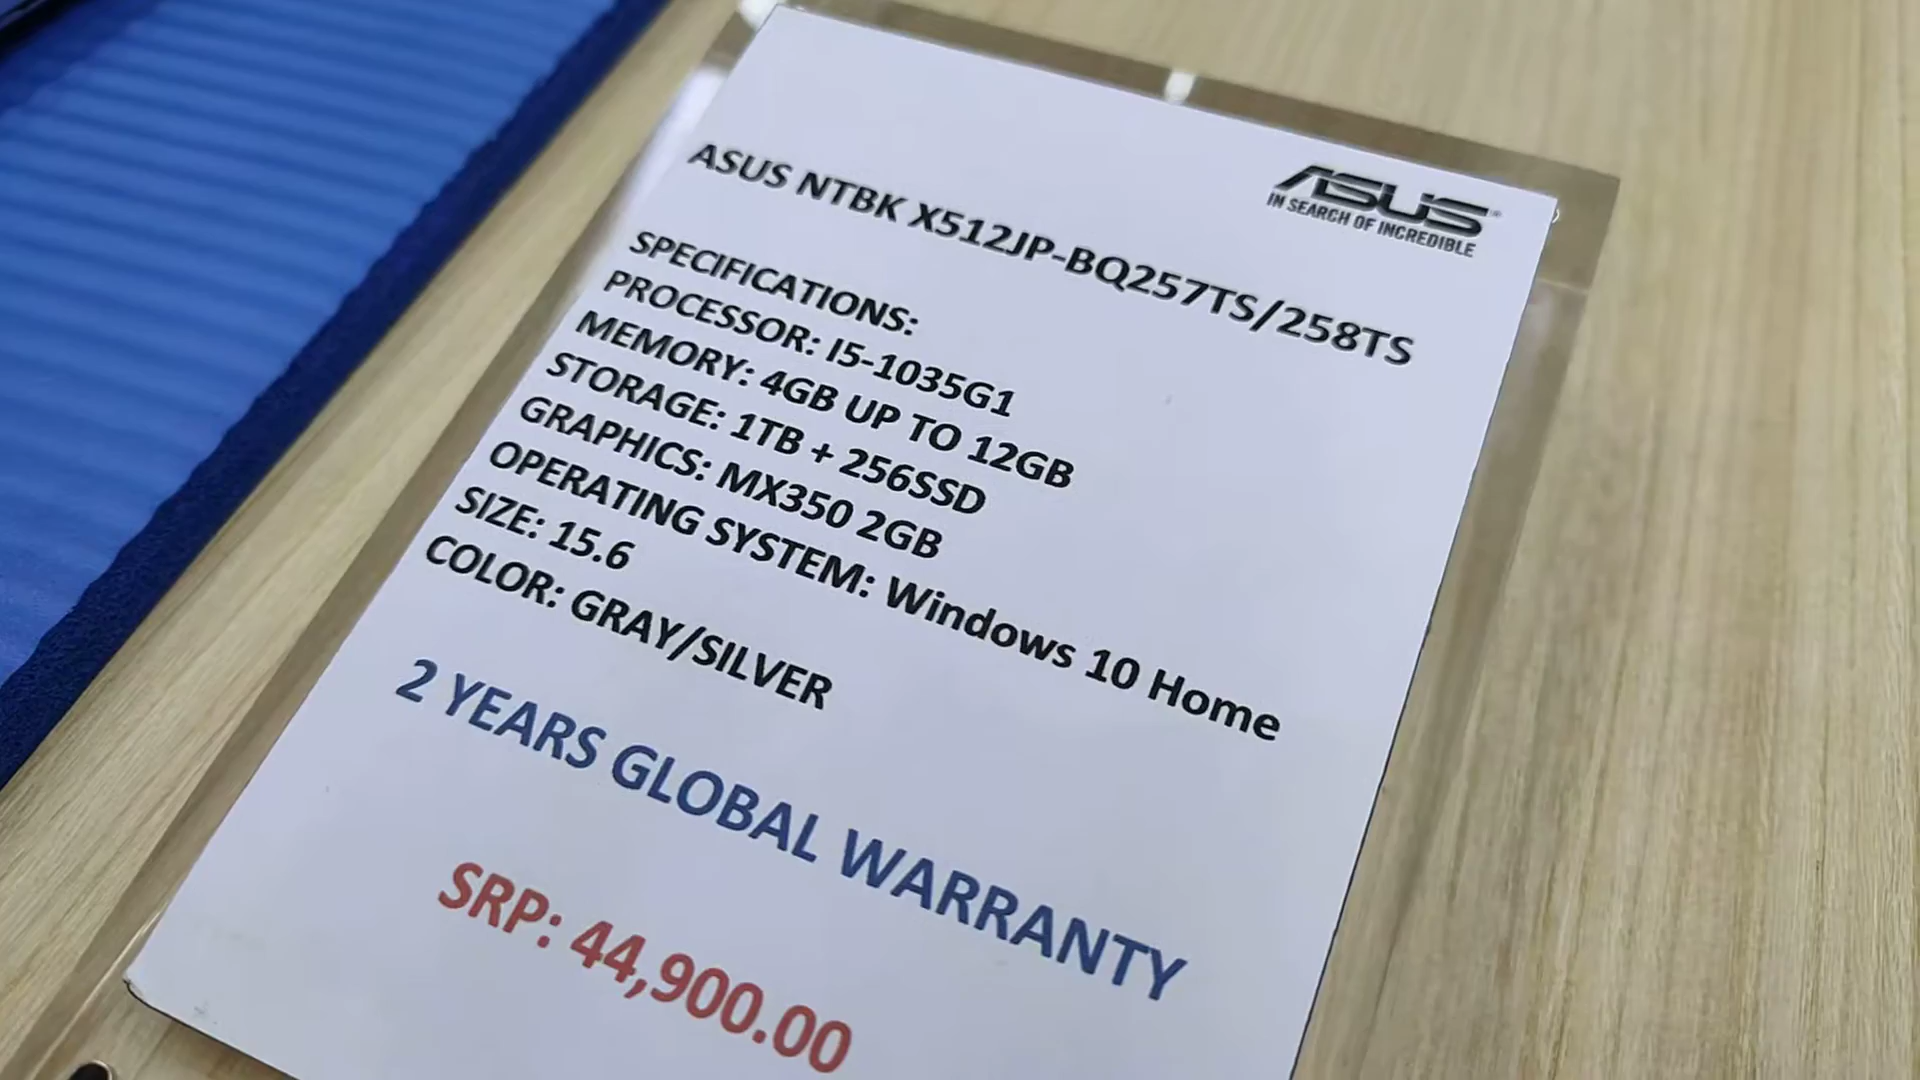 ASUS
IN SEARCH OF INCREDIBLE
ASUS NTBK X512JP-BQ257TS/258TS
SPECIFICATIONS:
PROCESSOR: I5-1035G1
MEMORY: 4GB UP TO 12GB
STORAGE: 1TB + 256SSD
GRAPHICS: MX350 2GB
OPERATING SYSTEM: Windows 10 Home
SIZE: 15.6
COLOR: GRAY/SILVER
2 YEARS GLOBAL WARRANTY
SRP: 44,900.00